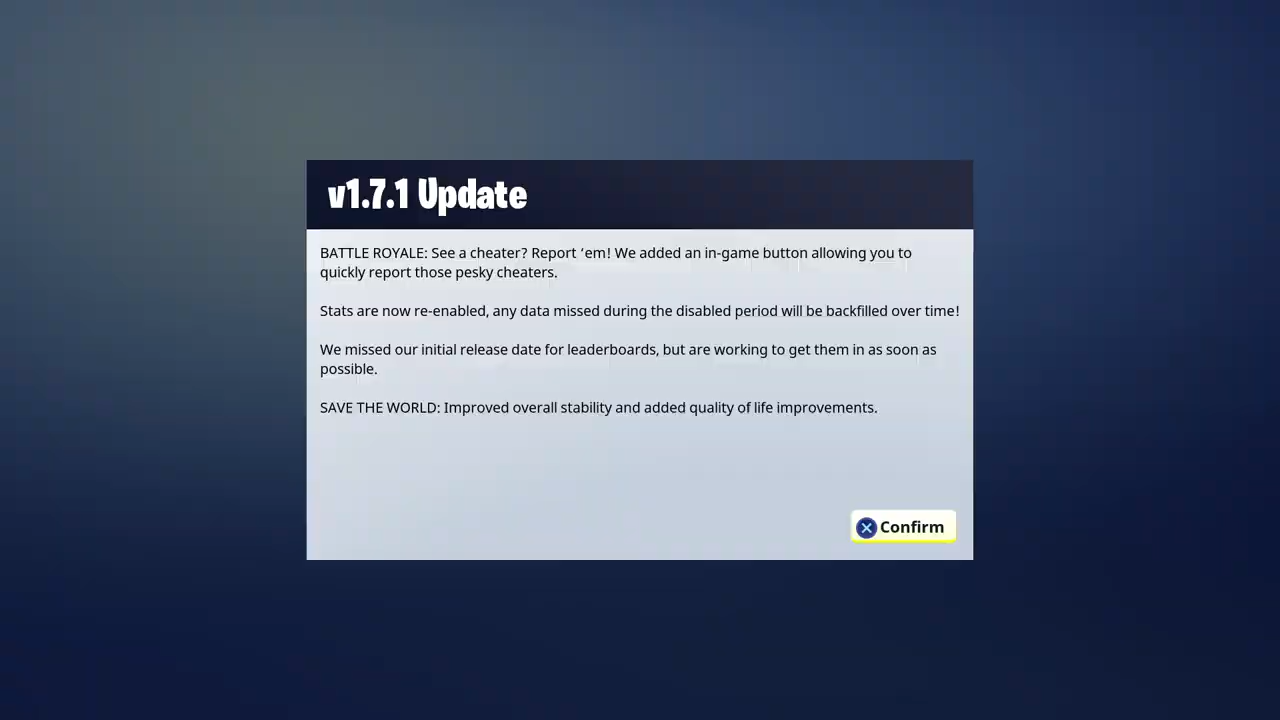 v1.7.1 Update
BATTLE ROYALE: See a cheater? Report ‘em! We added an in-game button allowing you to
quickly report those pesky cheaters.
Stats are now re-enabled, any data missed during the disabled period will be backfilled over time!
We missed our initial release date for leaderboards, but are working to get them in as soon as
possible.
SAVE THE WORLD: Improved overall stability and added quality of life improvements.
Confirm